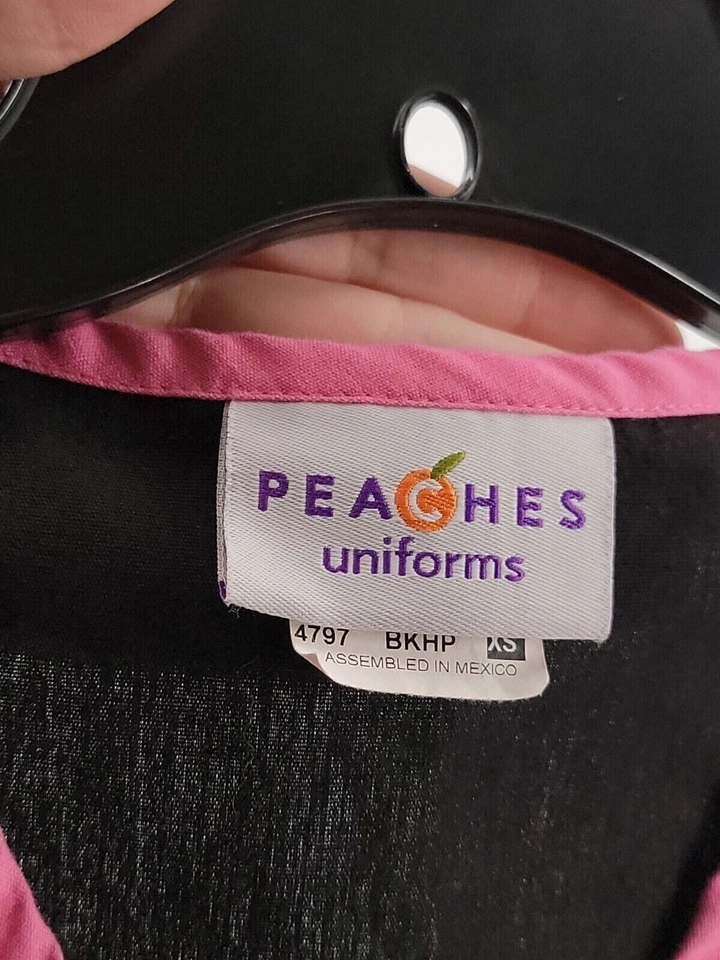 PEACHES
uniforms
4797 BKHP XS
ASSEMBLED IN MEXICO